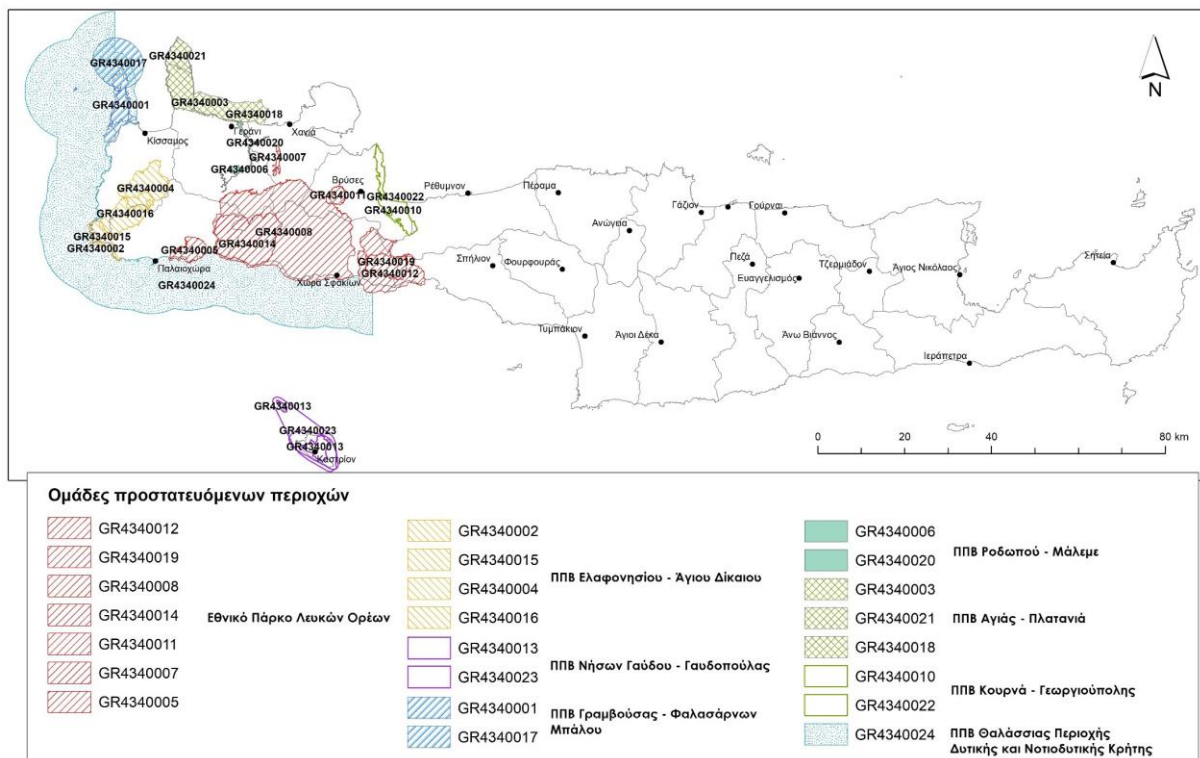 GR4340021
GR4340017
GR4340001
GR4340003
GR4340018
Κίσσαμος
Γεράνι
Χανιά
GR4340020
GR4340007
GR4340006
GR4340004
Βρύσες
GR4340011
GR4340022
GR4340010
Ρέθυμνον
Πέραμα
GR4340016
GR4340015
GR4340002
GR4340008
GR4340014
GR4340005
Παλαιοχώρα
GR4340024
GR4340019
GR4340012
Χώρα Σφακίων
Ανώγεια
Γάζιον
Γούρναι
Σπήλιον
Φουρφουράς
Πεζά
Ευαγγελισμός
Τζερμιάδον
Άγιος Νικόλαος
Σητεία
Τυμπάκιον
Άγιοι Δέκα
Άνω Βιάννος
Ιεράπετρα
GR4340013
GR4340023
GR4340013
Καστρίον
N
0 20 40 80 km
Ομάδες προστατευόμενων περιοχών
GR4340012
GR4340019
GR4340008
GR4340014
GR4340011
GR4340007
GR4340005
Εθνικό Πάρκο Λευκών Ορέων
GR4340002
GR4340015
GR4340004
GR4340016
ΠΠΒ Ελαφονησίου - Άγιου Δίκαιου
GR4340013
GR4340023
ΠΠΒ Νήσων Γαύδου - Γαυδοπούλας
GR4340001
GR4340017
ΠΠΒ Γραμβούσας - Φαλασάρνων
Μπάλου
GR4340006
GR4340020
ΠΠΒ Ροδωπού - Μάλεμε
GR4340003
GR4340021
GR4340018
ΠΠΒ Αγιάς - Πλατανιά
GR4340010
GR4340022
ΠΠΒ Κουρνά - Γεωργιούπολης
GR4340024
ΠΠΒ Θαλάσσιας Περιοχής
Δυτικής και Νοτιοδυτικής Κρήτης